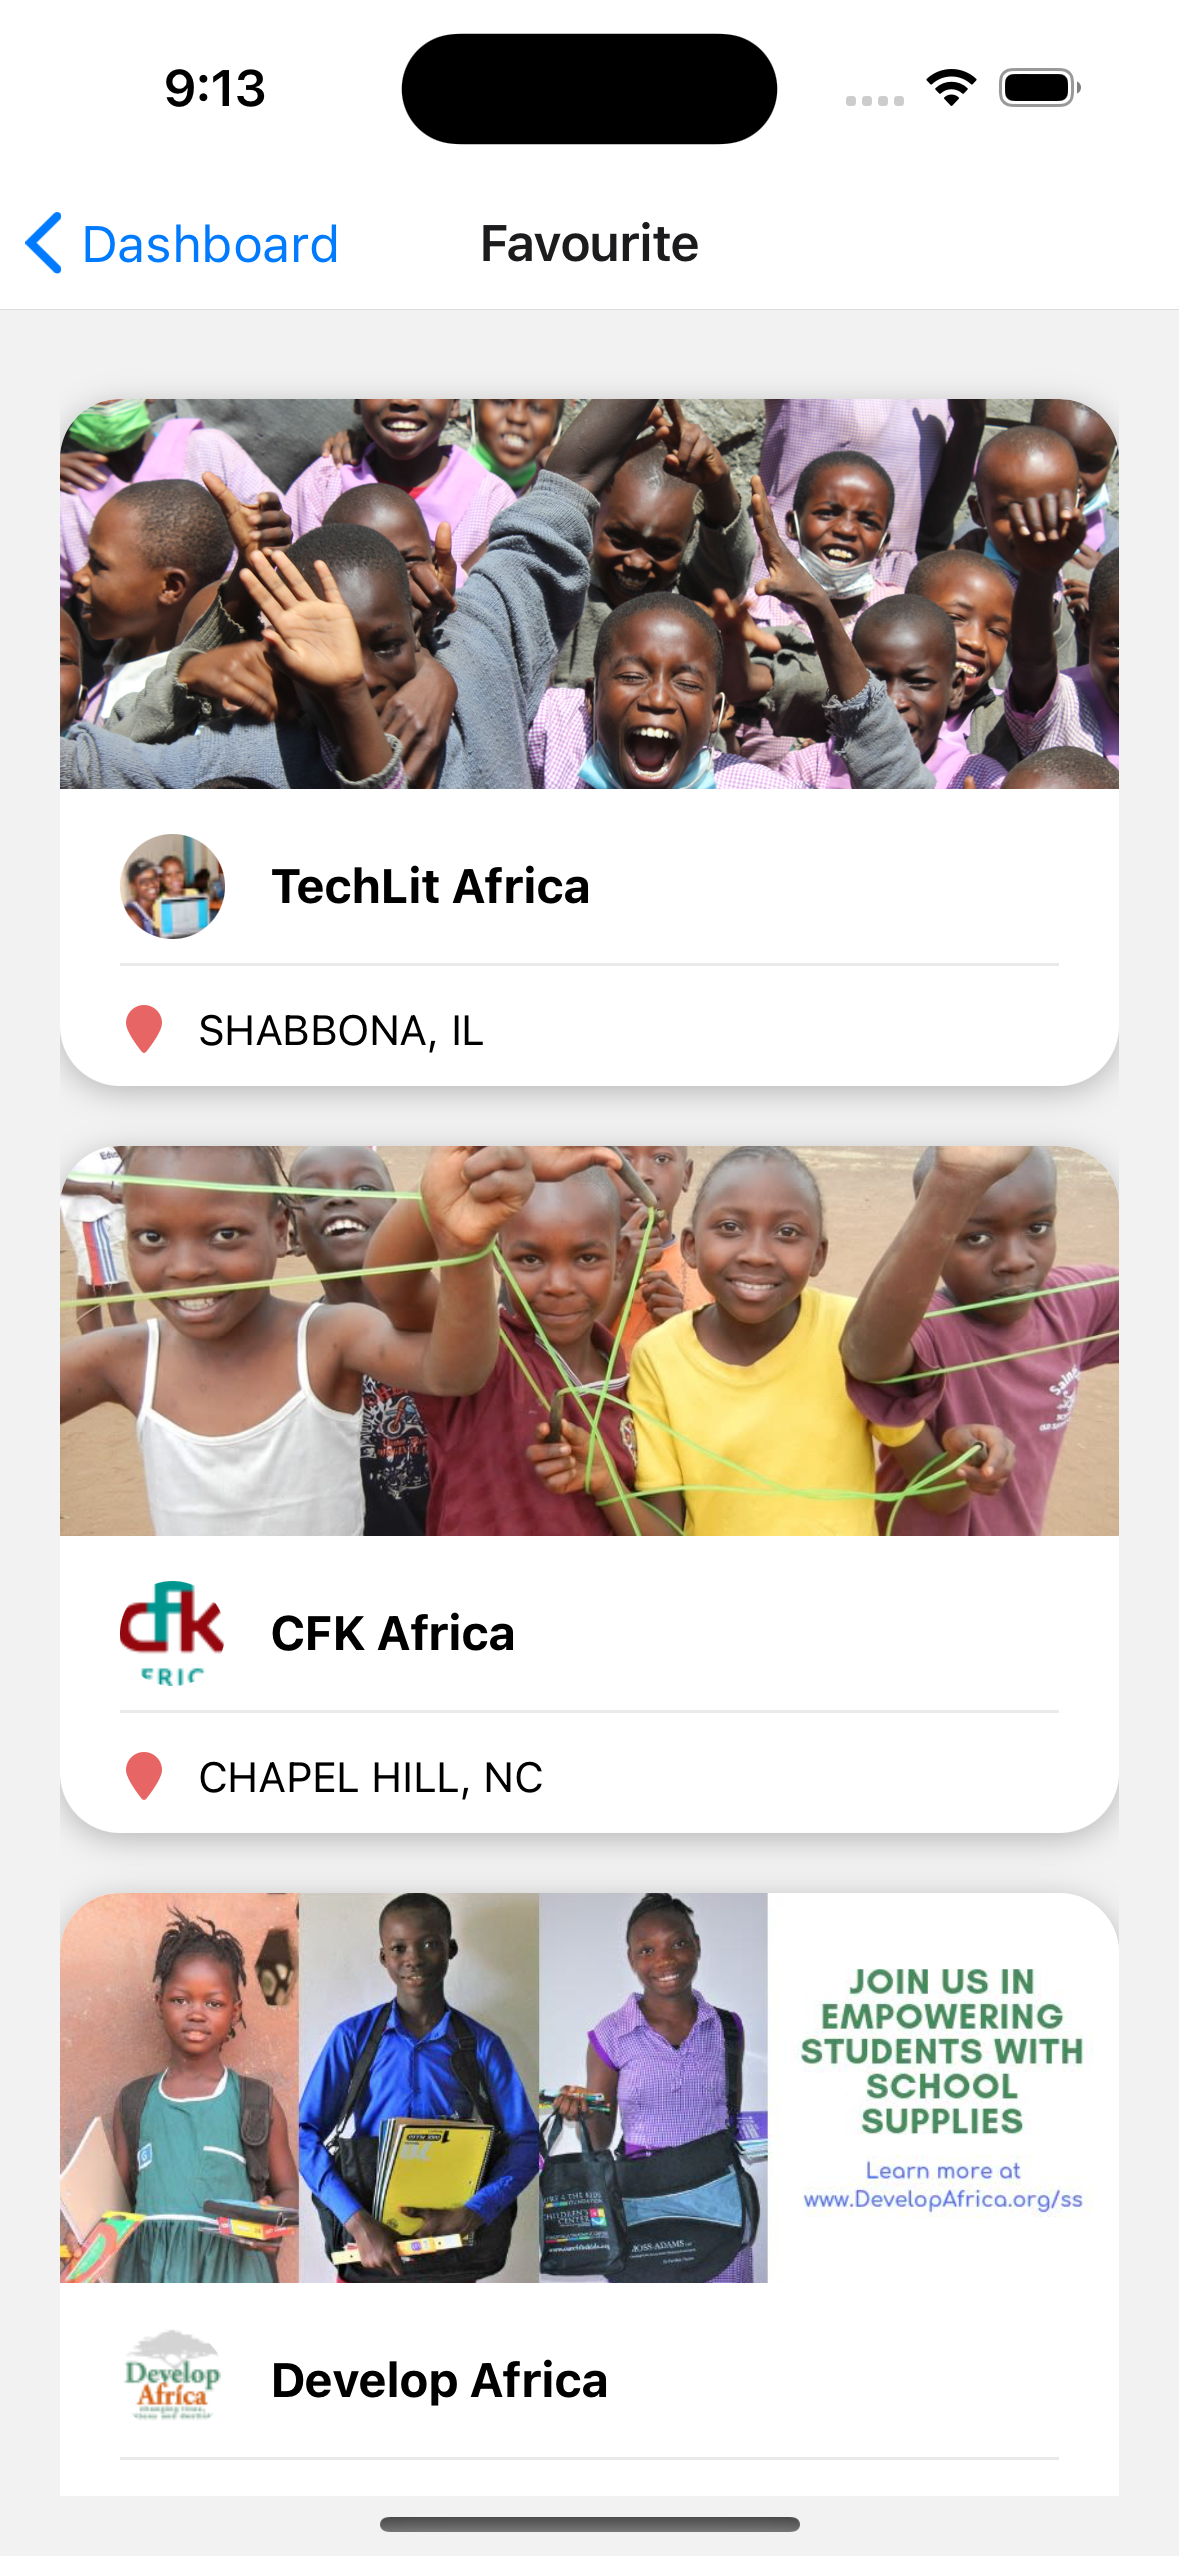 9:13
Dashboard
Favourite
TechLit Africa
SHABBONA, IL
cfk
CFK Africa
CHAPEL HILL, NC
JOIN US IN
EMPOWERING
STUDENTS WITH
SCHOOL
SUPPLIES
Learn more at
www.DevelopAfrica.org/ss
Develop
Africa
Develop Africa